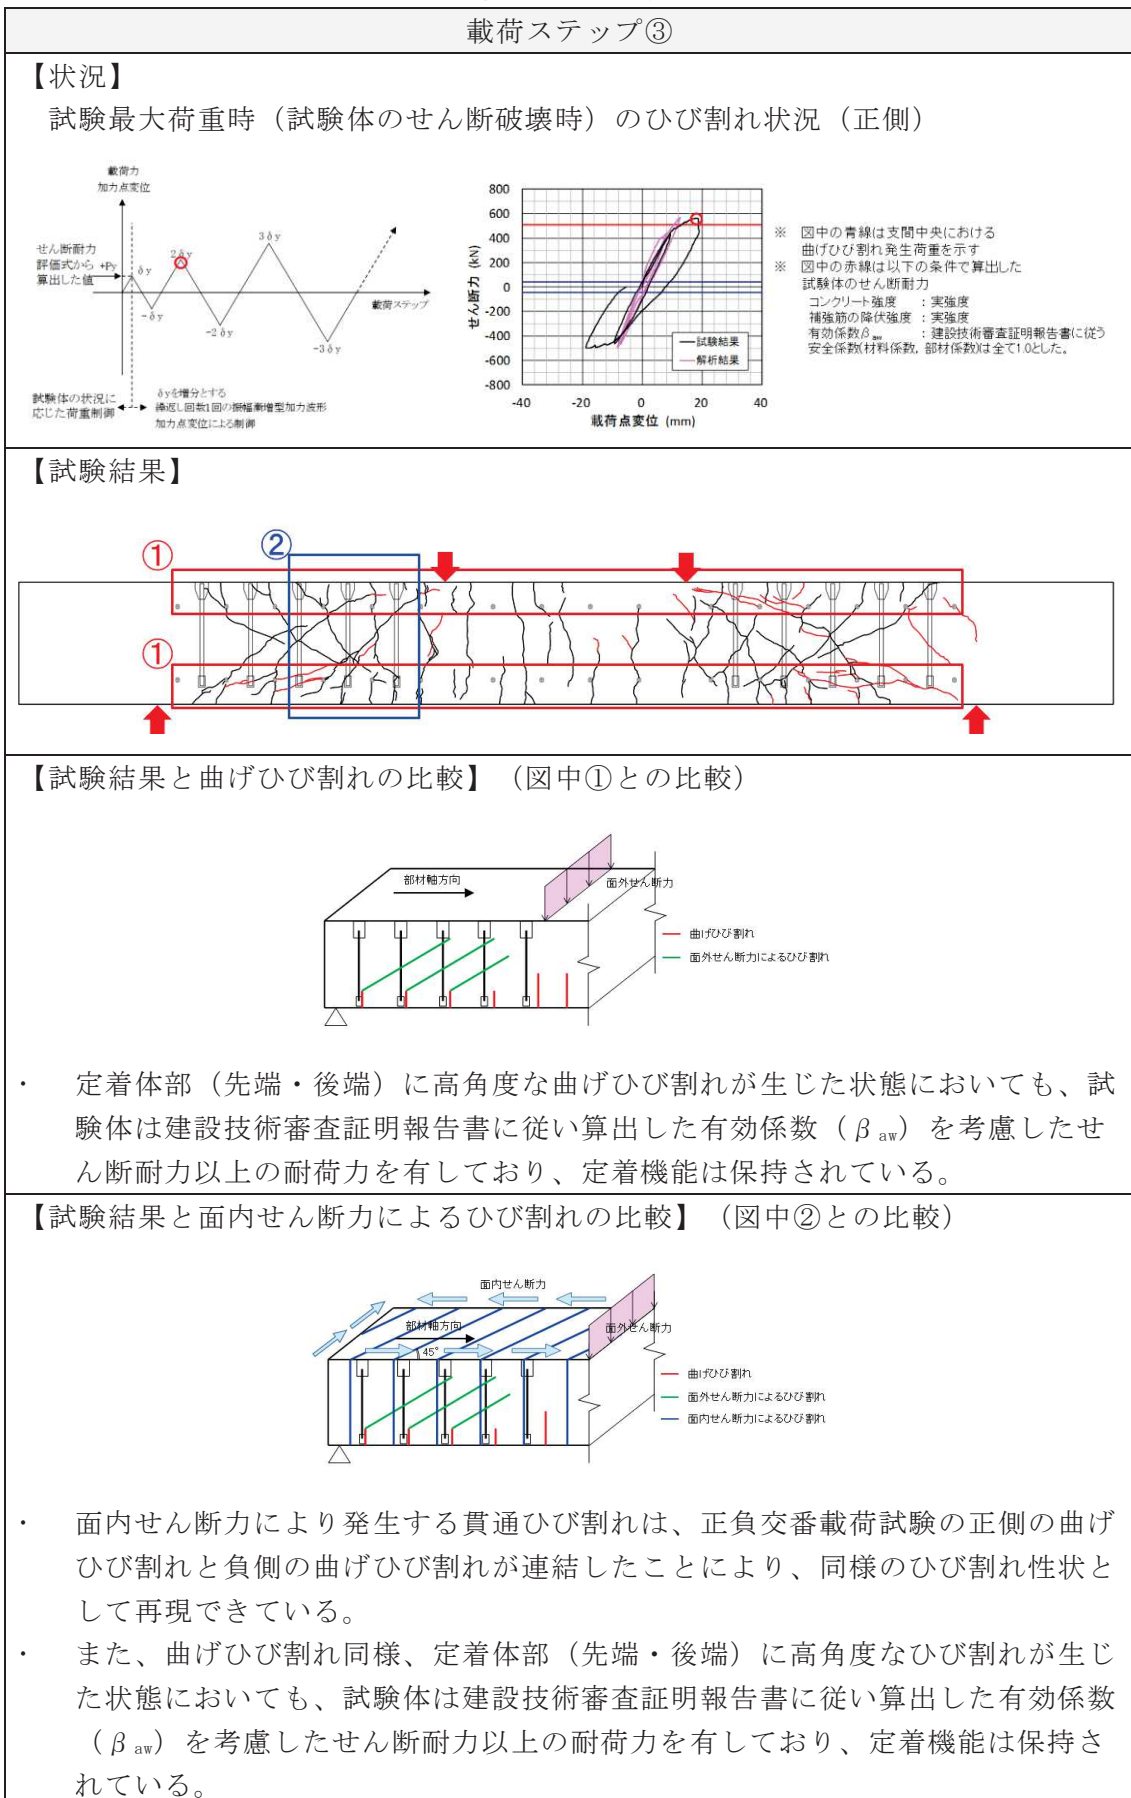 載荷ステップ③
【状況】
試験最大荷重時（試験体のせん断破壊時）のひび割れ状況（正側）
載荷力
加力点変位
せん断耐力
評価式から
算出した値
+Py
δy
2δy
3δy
-δy
-2δy
-3δy
載荷ステップ
試験体の状況に
応じた荷重制御
δyを増分とする
繰返し回数1回の振幅漸増型加力波形
加力点変位による制御
800
600
400
200
0
-200
-400
-600
-800
せん断力 (kN)
-40
-20
0
20
40
載荷点変位 (mm)
試験結果
解析結果
※ 図中の青線は支間中央における
曲げひび割れ発生荷重を示す
※ 図中の赤線は以下の条件で算出した
試験体のせん断耐力
コンクリート強度 ：実強度
補強筋の降伏強度 ：実強度
有効係数βaw ：建設技術審査証明報告書に従う
安全係数(材料係数, 部材係数)は全て1.0とした。
【試験結果】
①
②
①
【試験結果と曲げひび割れの比較】（図中①との比較）
部材軸方向
面外せん断力
曲げひび割れ
面外せん断力によるひび割れ
・ 定着体部（先端・後端）に高角度な曲げひび割れが生じた状態においても、試
験体は建設技術審査証明報告書に従い算出した有効係数（βaw）を考慮したせ
ん断耐力以上の耐荷力を有しており、定着機能は保持されている。
【試験結果と面内せん断力によるひび割れの比較】（図中②との比較）
面内せん断力
部材軸方向
面外せん断力
45°
曲げひび割れ
面外せん断力によるひび割れ
面内せん断力によるひび割れ
・ 面内せん断力により発生する貫通ひび割れは、正負交番載荷試験の正側の曲げ
ひび割れと負側の曲げひび割れが連結したことにより、同様のひび割れ性状と
して再現できている。
・ また、曲げひび割れ同様、定着体部（先端・後端）に高角度なひび割れが生じ
た状態においても、試験体は建設技術審査証明報告書に従い算出した有効係数
（βaw）を考慮したせん断耐力以上の耐荷力を有しており、定着機能は保持さ
れている。